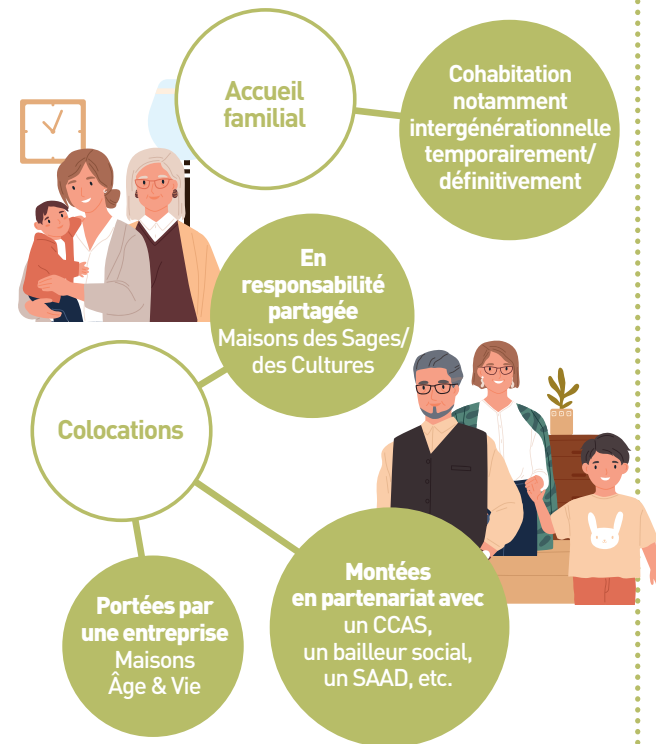 Accueil
familial
Cohabitation
notamment
intergénérationnelle
temporairement/
définitivement
En
responsabilité
partagée
Maisons des Sages/
des Cultures
Colocations
Montées
en partenariat avec
un CCAS,
un bailleur social,
un SAAD, etc.
Portées par
une entreprise
Maisons
Âge & Vie